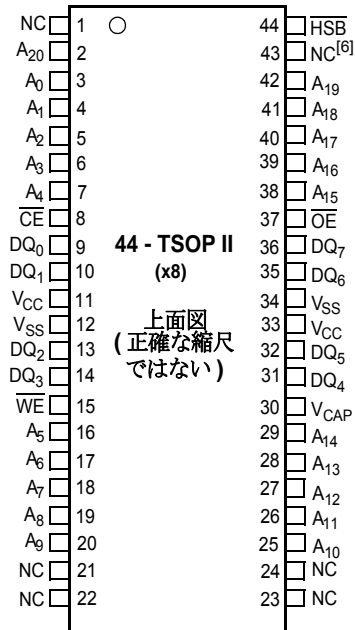 NC 1 44 HSB
A20 2 43 NC[6]
A0 3 42 A19
A1 4 41 A18
A2 5 40 A17
A3 6 39 A16
A4 7 38 A15
CE 8 37 OE
DQ0 9 44 - TSOP II 36 DQ7
DQ1 10 (x8) 35 DQ6
VCC 11 34 VSS
VSS 12 上面図 33 VCC
DQ2 13 ( 正確な縮尺 32 DQ5
DQ3 14 ではない ) 31 DQ4
WE 15 30 VCAP
A5 16 29 A14
A6 17 28 A13
A7 18 27 A12
A8 19 26 A11
A9 20 25 A10
NC 21 24 NC
NC 22 23 NC